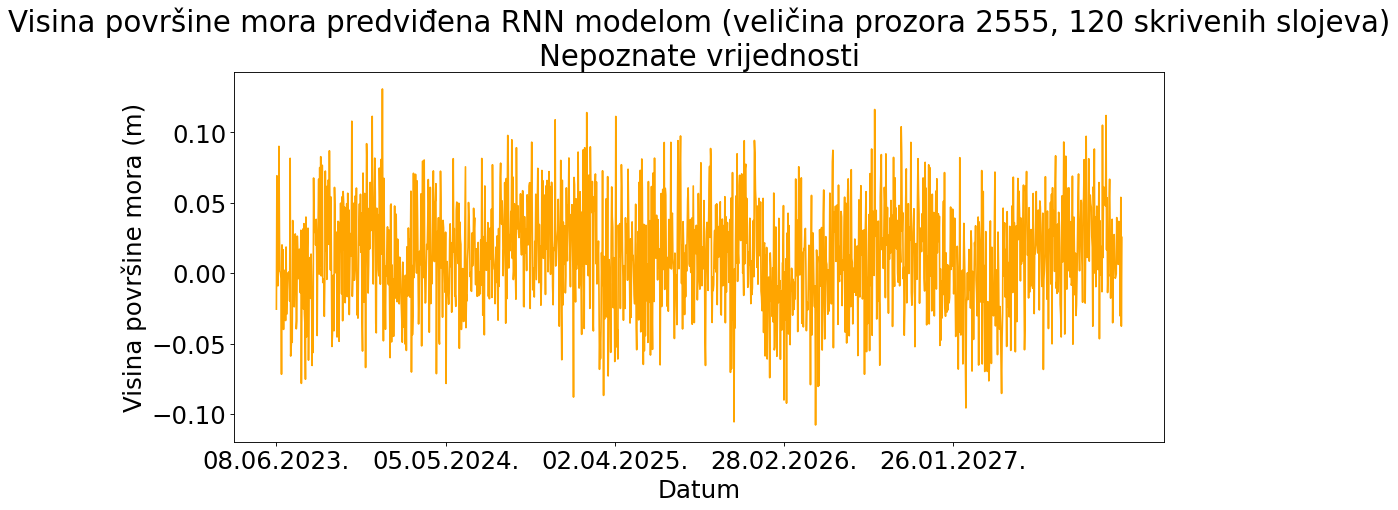 Visina površine mora predviđena RNN modelom (veličina prozora 2555, 120 skrivenih slojeva)
Nepoznate vrijednosti
Visina površine mora (m)
0.10
0.05
0.00
−0.05
−0.10
08.06.2023. 05.05.2024. 02.04.2025. 28.02.2026. 26.01.2027.
Datum